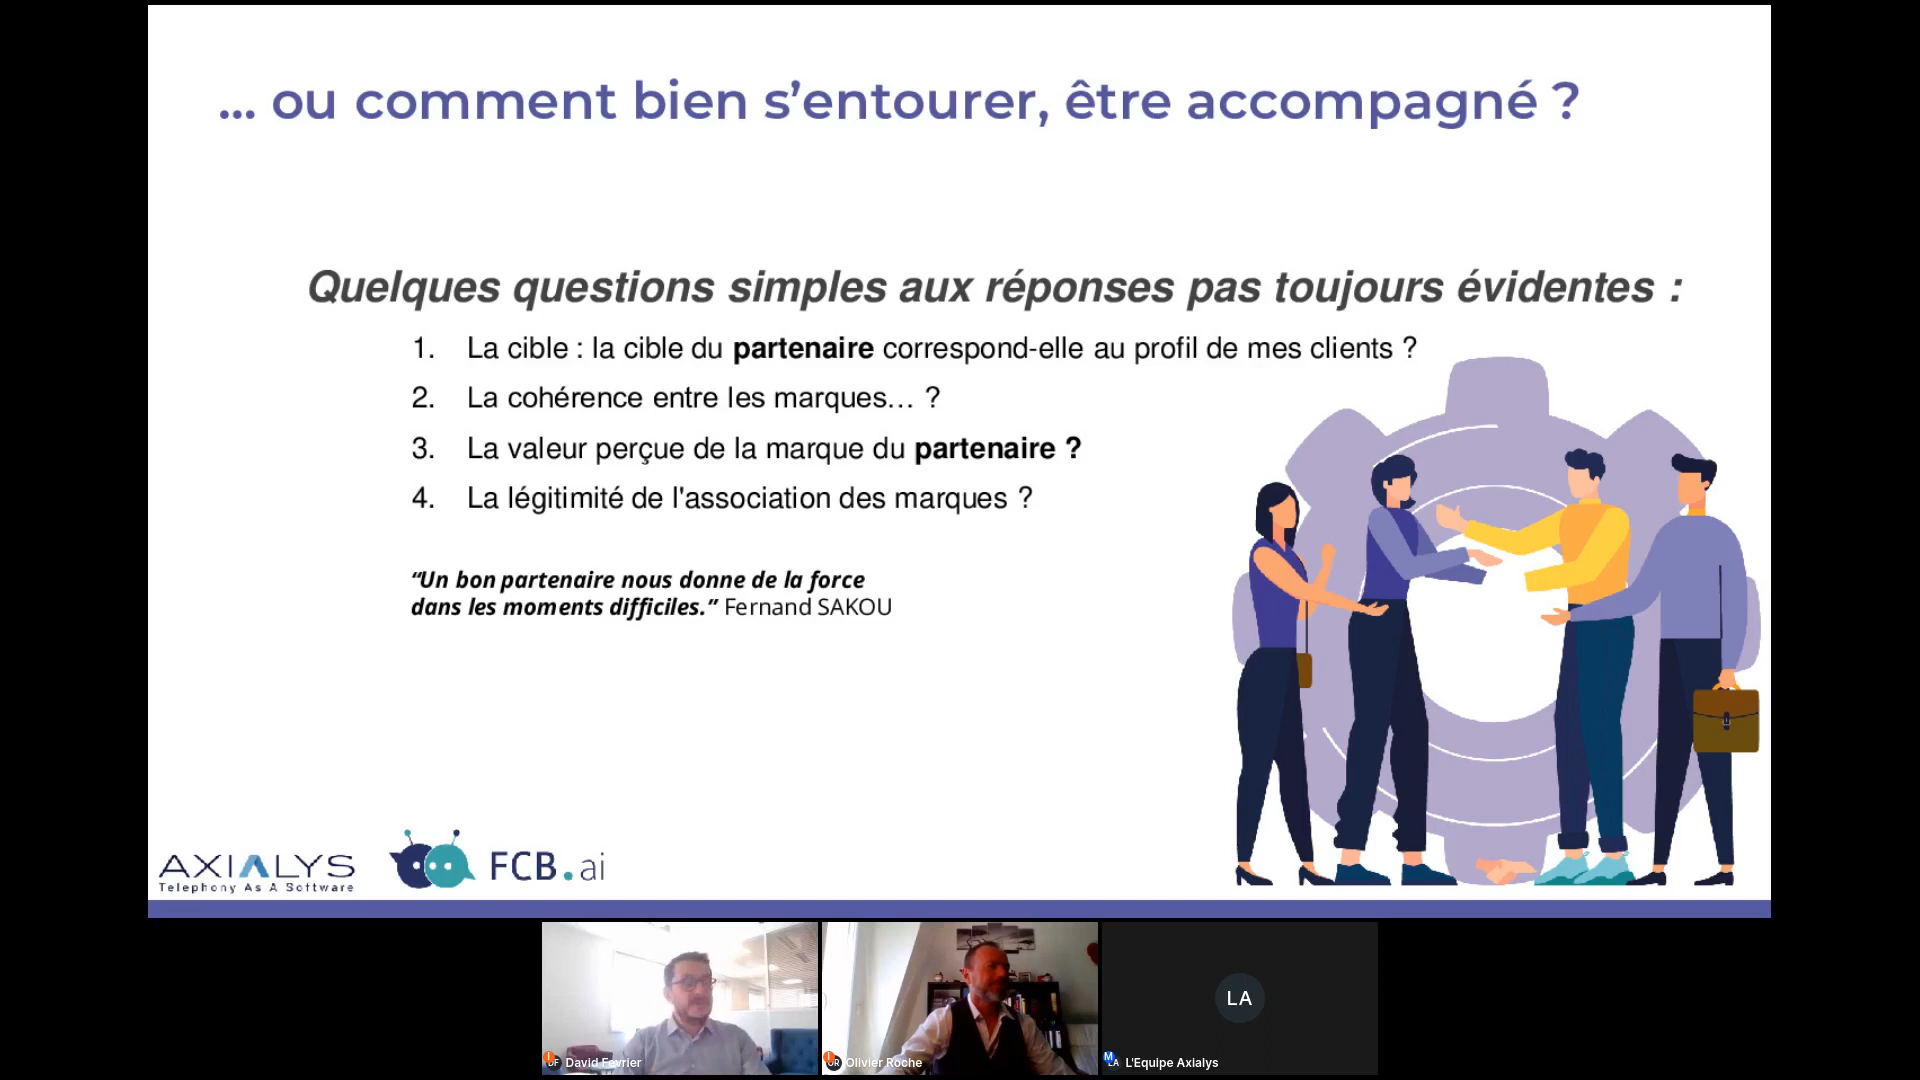 ... ou comment bien s’entourer, être accompagné ?
Quelques questions simples aux réponses pas toujours évidentes :
1. La cible : la cible du partenaire correspond-elle au profil de mes clients ?
2. La cohérence entre les marques… ?
3. La valeur perçue de la marque du partenaire ?
4. La légitimité de l'association des marques ?
“Un bon partenaire nous donne de la force
dans les moments difficiles.” Fernand SAKOU
AXIALYS
Telephony As A Software
FCB.ai
LA
DF David Fevrier
OR Olivier Roche
M LA L'Equipe Axialys